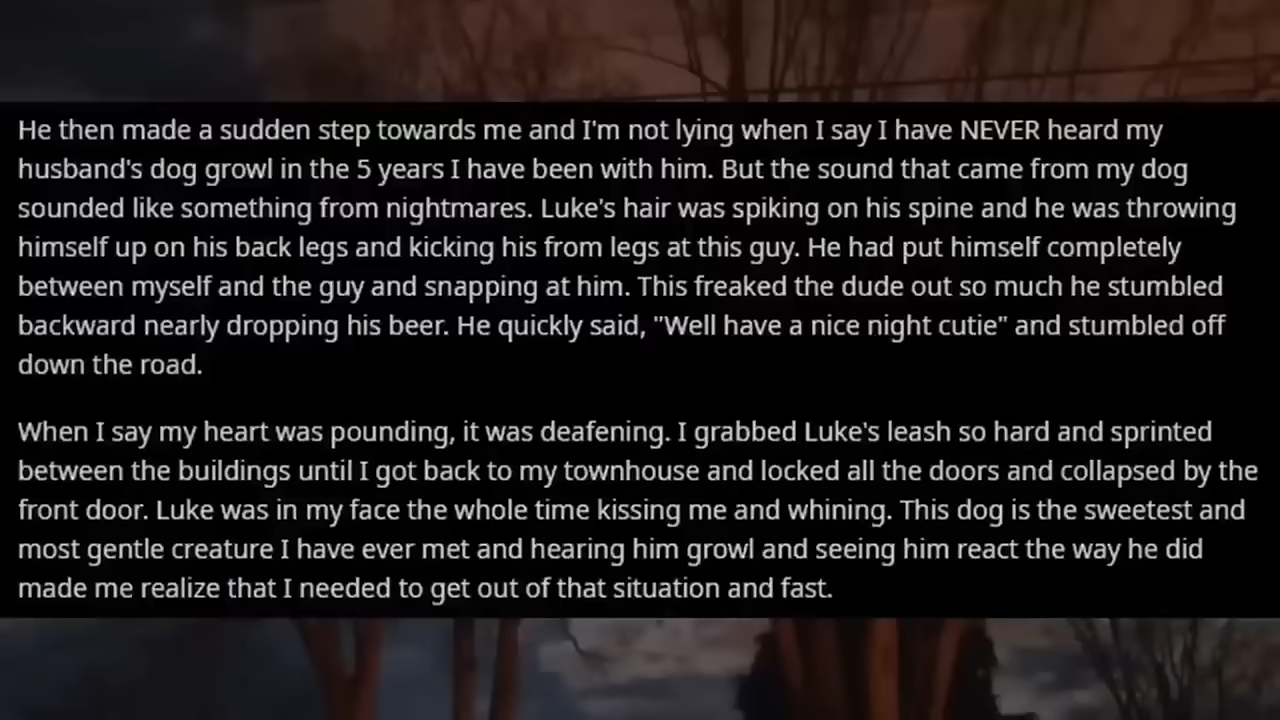 He then made a sudden step towards me and I'm not lying when I say I have NEVER heard my
husband's dog growl in the 5 years I have been with him. But the sound that came from my dog
sounded like something from nightmares. Luke's hair was spiking on his spine and he was throwing
himself up on his back legs and kicking his from legs at this guy. He had put himself completely
between myself and the guy and snapping at him. This freaked the dude out so much he stumbled
backward nearly dropping his beer. He quickly said, "Well have a nice night cutie" and stumbled off
down the road.
When I say my heart was pounding, it was deafening. I grabbed Luke's leash so hard and sprinted
between the buildings until I got back to my townhouse and locked all the doors and collapsed by the
front door. Luke was in my face the whole time kissing me and whining. This dog is the sweetest and
most gentle creature I have ever met and hearing him growl and seeing him react the way he did
made me realize that I needed to get out of that situation and fast.